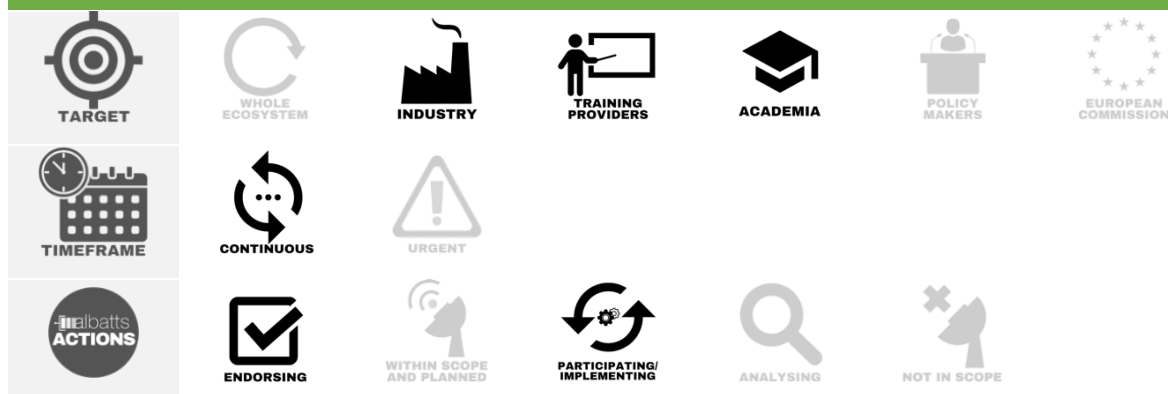 TARGET
WHOLE
ECOSYSTEM
INDUSTRY
TRAINING
PROVIDERS
ACADEMIA
POLICY
MAKERS
EUROPEAN
COMMISSION
TIMEFRAME
CONTINUOUS
URGENT
albatts
ACTIONS
ENDORSING
WITHIN SCOPE
AND PLANNED
PARTICIPATING/
IMPLEMENTING
ANALYSING
NOT IN SCOPE